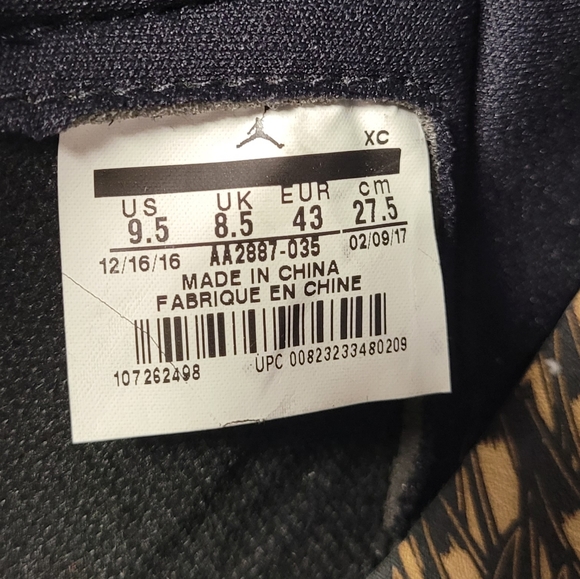 XC
US UK EUR cm
9.5 8.5 43 27.5
12/16/16 AA2887-035 02/09/17
MADE IN CHINA
FABRIQUE EN CHINE
107262498 UPC 00823233480209